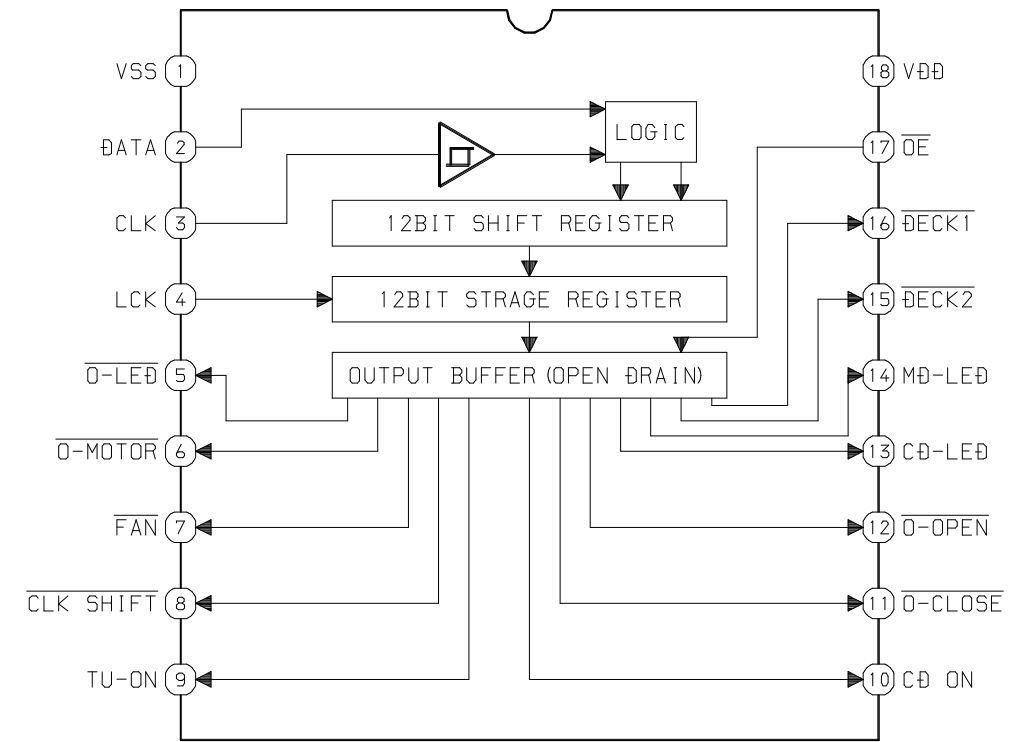 VSS 1
18 VDD
DATA 2
LOGIC
17 OE
CLK 3
12BIT SHIFT REGISTER
16 DECK1
LCK 4
12BIT STRAGE REGISTER
15 DECK2
O-LED 5
OUTPUT BUFFER (OPEN DRAIN)
14 MD-LED
O-MOTOR 6
13 CD-LED
FAN 7
12 O-OPEN
CLK SHIFT 8
11 O-CLOSE
TU-ON 9
10 CD ON